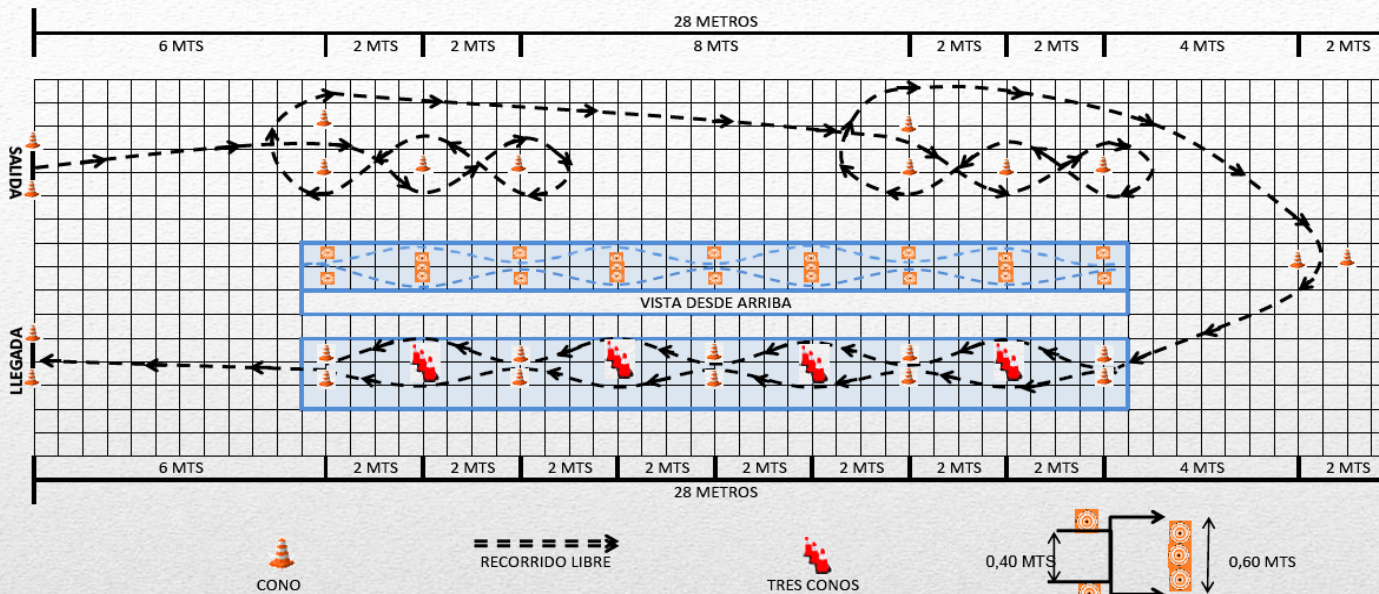 28 METROS
6 MTS 2 MTS 2 MTS 8 MTS 2 MTS 2 MTS 4 MTS 2 MTS
SALIDA
VISTA DESDE ARRIBA
LLEGADA
6 MTS 2 MTS 2 MTS 2 MTS 2 MTS 2 MTS 2 MTS 2 MTS 2 MTS 4 MTS 2 MTS
28 METROS
CONO
RECORRIDO LIBRE
TRES CONOS
0,40 MTS
0,60 MTS